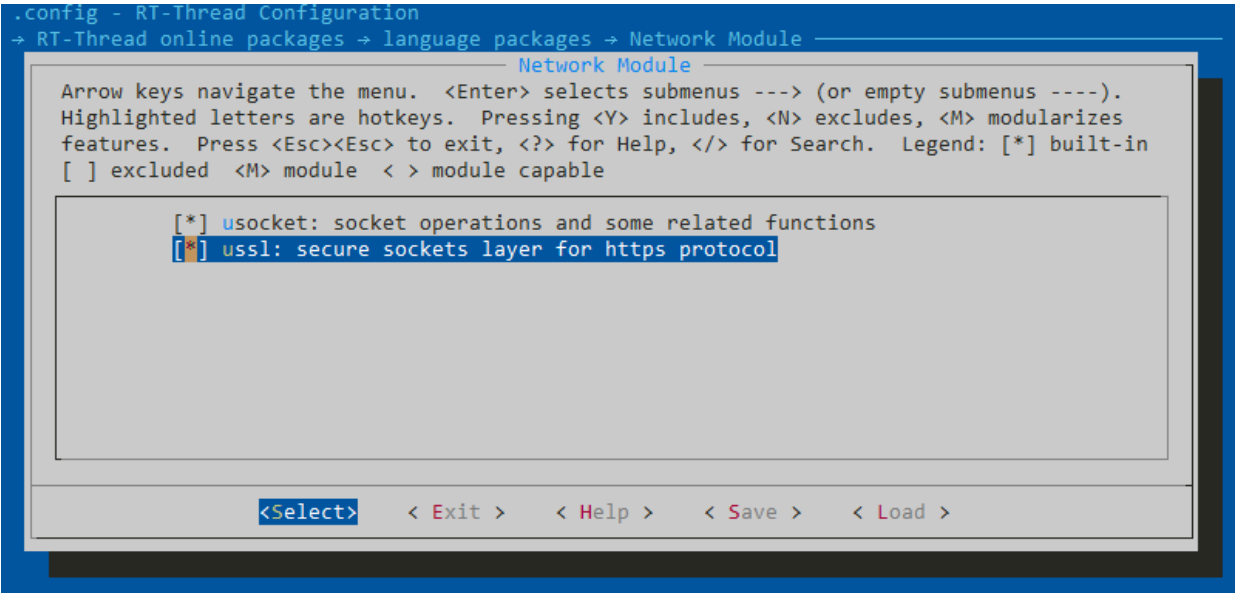 .config - RT-Thread Configuration
→ RT-Thread online packages → language packages → Network Module
Network Module
Arrow keys navigate the menu.  <Enter> selects submenus ---> (or empty submenus ----).
Highlighted letters are hotkeys.  Pressing <Y> includes, <N> excludes, <M> modularizes
features.  Press <Esc><Esc> to exit, <?> for Help, </> for Search.  Legend: [*] built-in
[ ] excluded  <M> module  < > module capable
[*] usocket: socket operations and some related functions
[*] ussl: secure sockets layer for https protocol
<Select>    < Exit >    < Help >    < Save >    < Load >